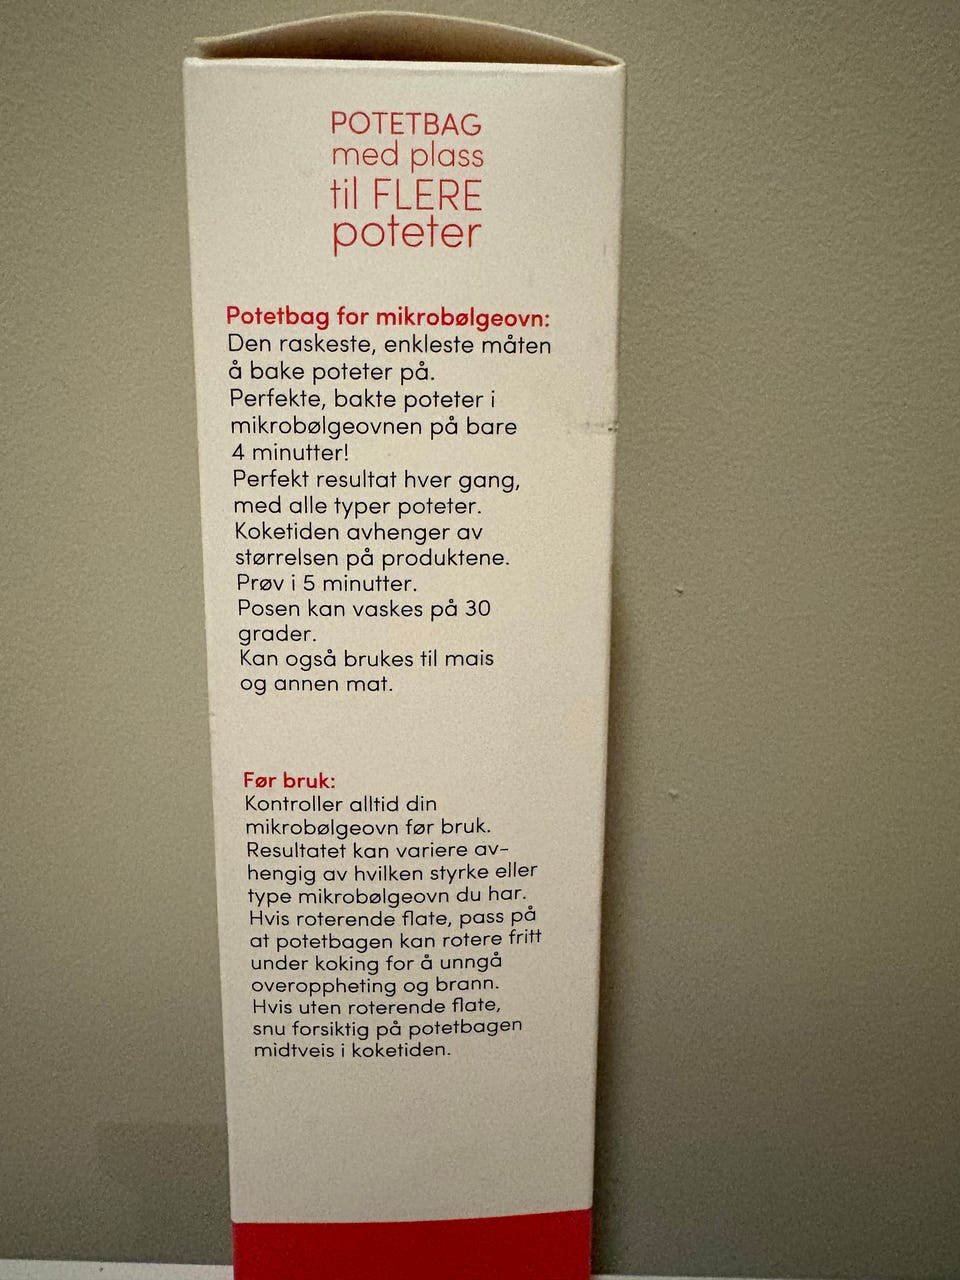 POTETBAG
med plass
til FLERE
poteter
Potetbag for mikrobølgeovn:
Den raskeste, enkleste måten
å bake poteter på.
Perfekte, bakte poteter i
mikrobølgeovnen på bare
4 minutter!
Perfekt resultat hver gang,
med alle typer poteter.
Koketiden avhenger av
størrelsen på produktene.
Prøv i 5 minutter.
Posen kan vaskes på 30
grader.
Kan også brukes til mais
og annen mat.
Før bruk:
Kontroller alltid din
mikrobølgeovn før bruk.
Resultatet kan variere av-
hengig av hvilken styrke eller
type mikrobølgeovn du har.
Hvis roterende flate, pass på
at potetbagen kan rotere fritt
under koking for å unngå
overoppheting og brann.
Hvis uten roterende flate,
snu forsiktig på potetbagen
midtveis i koketiden.